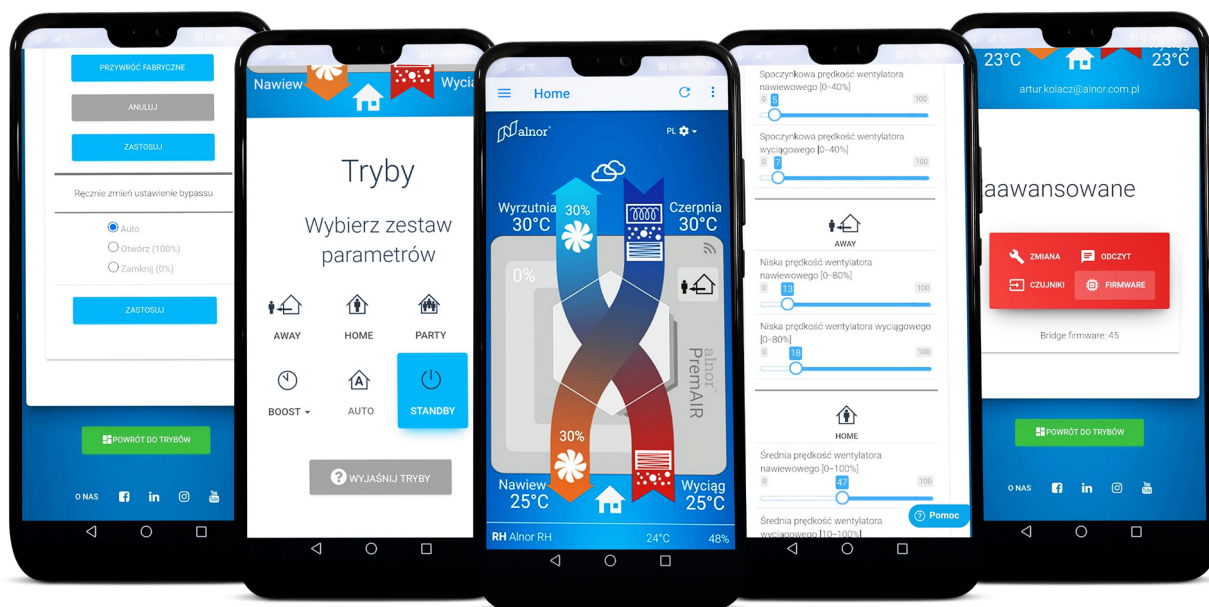 PRZYWRÓĆ FABRYCZNE
ANULUJ
ZASTOSUJ
Ręcznie zmień ustawienie bypassu
Auto
Otwórz (100%)
Zamknij (0%)
ZASTOSUJ
POWRÓT DO TRYBÓW
O NAS
Nawiew
Wycią
Tryby
Wybierz zestaw
parametrów
AWAY
HOME
PARTY
BOOST
AUTO
STANDBY
WYJAŚNIJ TRYBY
Home
alnor
PL
Wyrzutnia
30°C
30%
Czerpnia
30°C
0%
alnor
PremAIR
30%
Nawiew
25°C
Wyciąg
25°C
RH Alnor RH
24°C
48%
Spoczynkowa prędkość wentylatora
nawiewowego [0–40%]
0
5
100
Spoczynkowa prędkość wentylatora
wyciągowego [0–40%]
0
7
100
AWAY
Niska prędkość wentylatora
nawiewowego [0–80%]
0
13
100
Niska prędkość wentylatora wyciągowego
[0–80%]
0
18
100
HOME
Średnia prędkość wentylatora
nawiewowego [0–100%]
0
47
100
Średnia prędkość wentylatora
wyciągowego [10–100%]
Pomoc
23°C
23°C
artur.kolacz@alnor.com.pl
aawansowane
ZMIANA
ODCZYT
CZUJNIKI
FIRMWARE
Bridge firmware: 45
POWRÓT DO TRYBÓW
O NAS